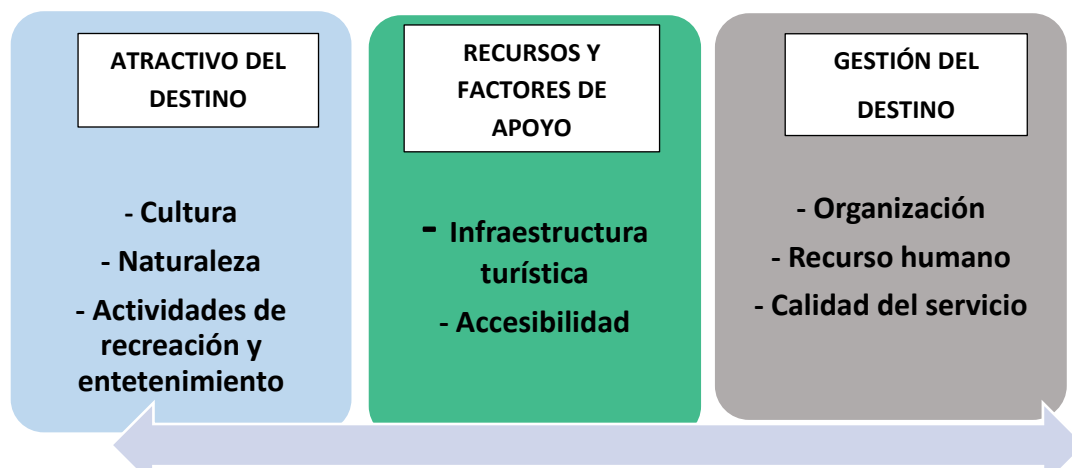 ATRACTIVO DEL
DESTINO
- Cultura
- Naturaleza
- Actividades de
recreación y
entetenimiento
RECURSOS Y
FACTORES DE
APOYO
- Infraestructura
turística
- Accesibilidad
GESTIÓN DEL
DESTINO
- Organización
- Recurso humano
- Calidad del servicio